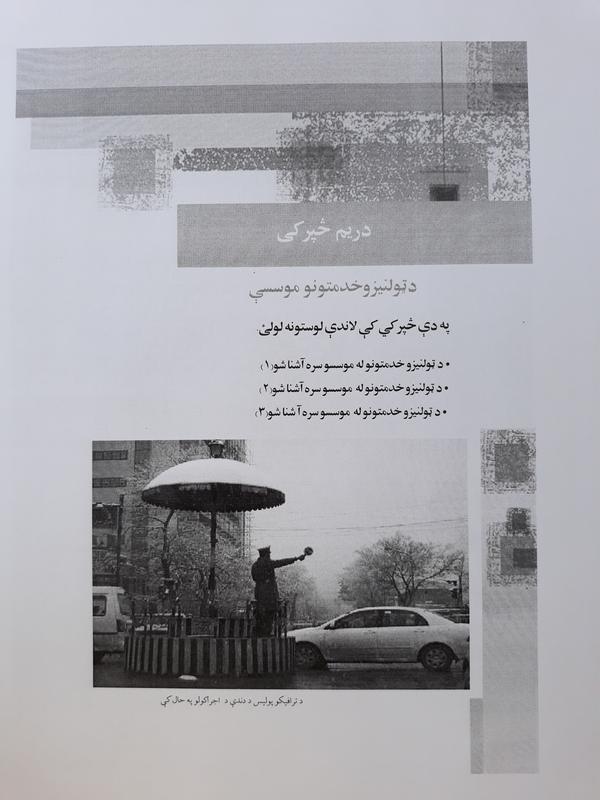 دریم څپرکی
د ټولنیزو خدمتونو موسسې
په دې څپرکي کې لاندې لوستونه لولئ.
• د ټولنیزو خدمتونو له موسسو سره آشنا شو(۱)
• د ټولنیزو خدمتونو له موسسو سره آشنا شو(۲)
• د ټولنیزو خدمتونو له موسسو سره آشنا شو(۳)
د ترافیکو پولیس د دندې د اجرا کولو په حال کې